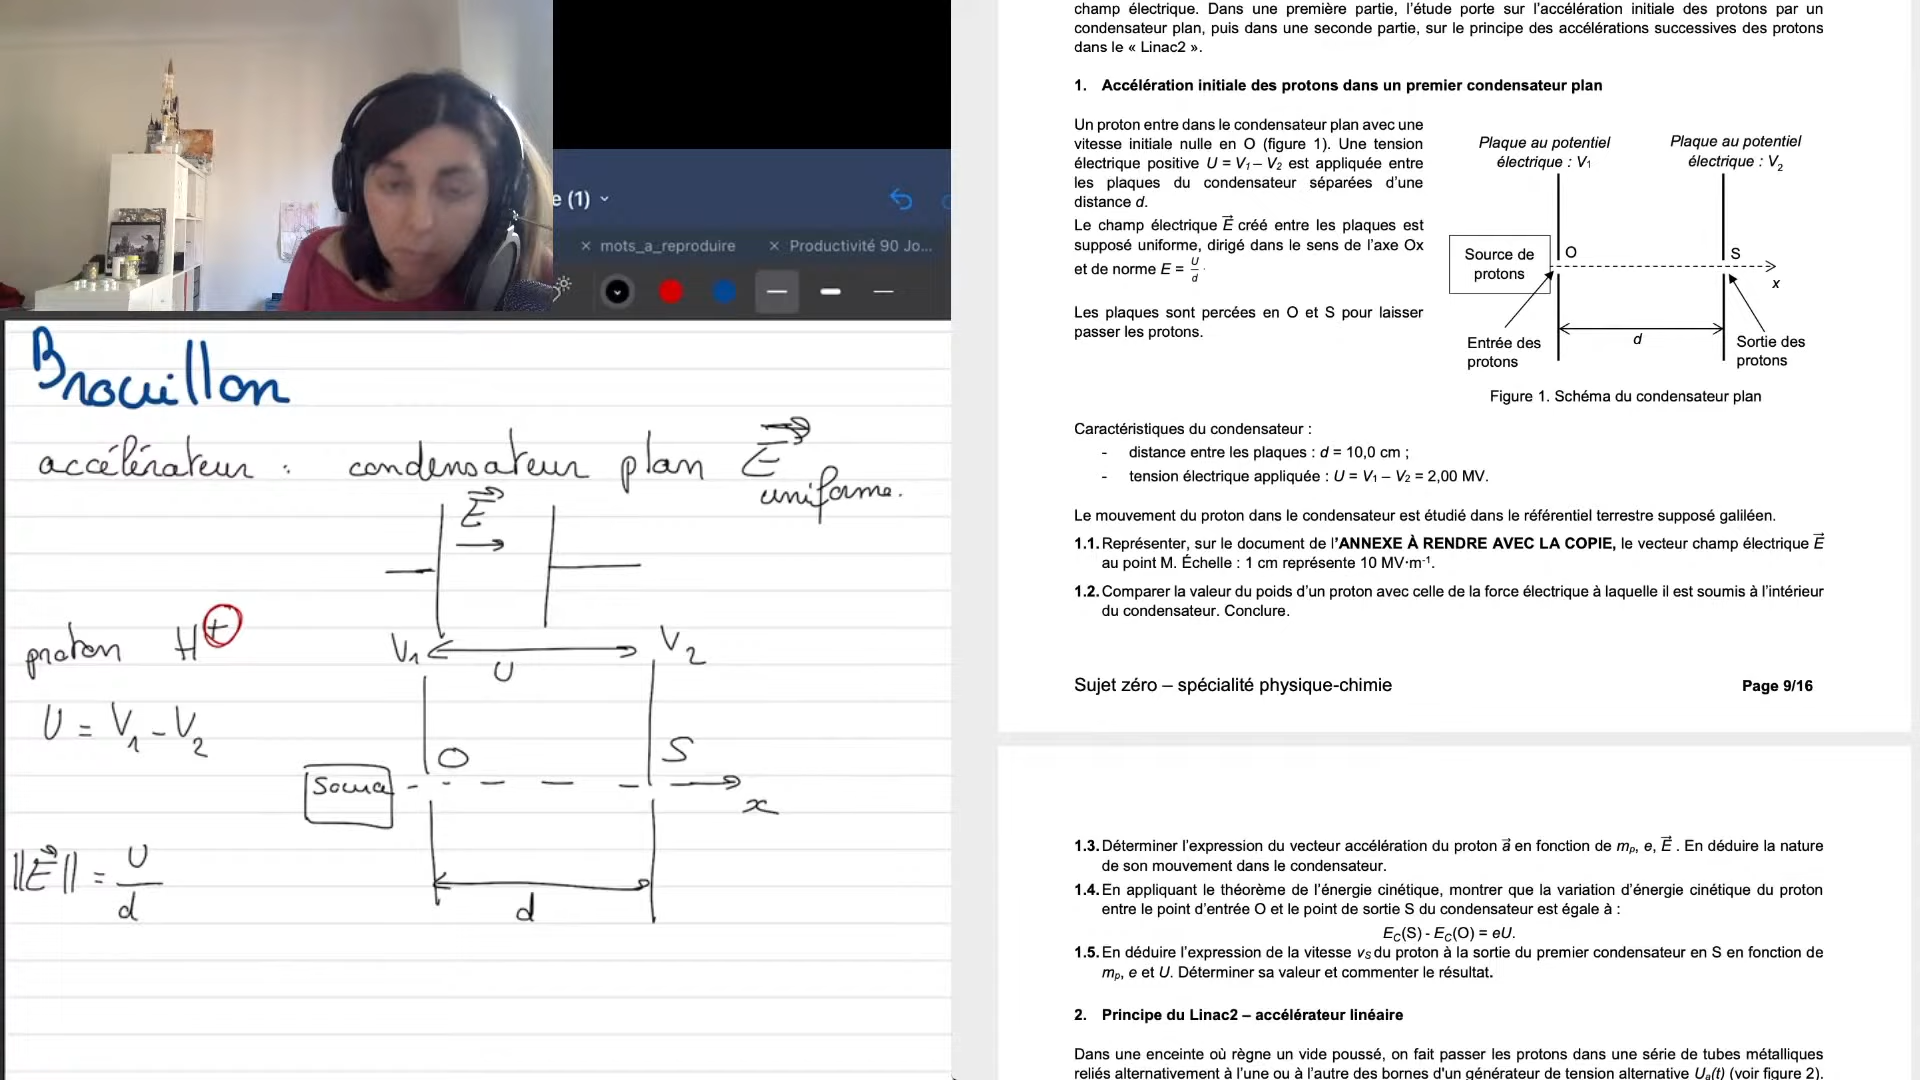 e (1)
mots_a_reproduire
Productivité 90 Jo...
Brouillon
accélérateur : condensateur plan E
uniforme.
E
proton H+
V1
U
V2
U = V1 - V2
O
S
Source
x
||E|| = U/d
d
champ électrique. Dans une première partie, l'étude porte sur l'accélération initiale des protons par un
condensateur plan, puis dans une seconde partie, sur le principe des accélérations successives des protons
dans le « Linac2 ».
1. Accélération initiale des protons dans un premier condensateur plan
Un proton entre dans le condensateur plan avec une
vitesse initiale nulle en O (figure 1). Une tension
électrique positive U = V1 – V2 est appliquée entre
les plaques du condensateur séparées d'une
distance d.
Le champ électrique E⃗ créé entre les plaques est
supposé uniforme, dirigé dans le sens de l'axe Ox
et de norme E = U/d.
Les plaques sont percées en O et S pour laisser
passer les protons.
Plaque au potentiel
électrique : V1
Plaque au potentiel
électrique : V2
Source de
protons
O
S
x
Entrée des
protons
d
Sortie des
protons
Figure 1. Schéma du condensateur plan
Caractéristiques du condensateur :
- distance entre les plaques : d = 10,0 cm ;
- tension électrique appliquée : U = V1 – V2 = 2,00 MV.
Le mouvement du proton dans le condensateur est étudié dans le référentiel terrestre supposé galiléen.
1.1. Représenter, sur le document de l'ANNEXE À RENDRE AVEC LA COPIE, le vecteur champ électrique E⃗
au point M. Échelle : 1 cm représente 10 MV·m-1.
1.2. Comparer la valeur du poids d'un proton avec celle de la force électrique à laquelle il est soumis à l'intérieur
du condensateur. Conclure.
Sujet zéro – spécialité physique-chimie
Page 9/16
1.3. Déterminer l'expression du vecteur accélération du proton a⃗ en fonction de mp, e, E⃗ . En déduire la nature
de son mouvement dans le condensateur.
1.4. En appliquant le théorème de l'énergie cinétique, montrer que la variation d'énergie cinétique du proton
entre le point d'entrée O et le point de sortie S du condensateur est égale à :
EC(S) - EC(O) = eU.
1.5. En déduire l'expression de la vitesse vS du proton à la sortie du premier condensateur en S en fonction de
mp, e et U. Déterminer sa valeur et commenter le résultat.
2. Principe du Linac2 – accélérateur linéaire
Dans une enceinte où règne un vide poussé, on fait passer les protons dans une série de tubes métalliques
reliés alternativement à l'une ou à l'autre des bornes d'un générateur de tension alternative Ua(t) (voir figure 2).